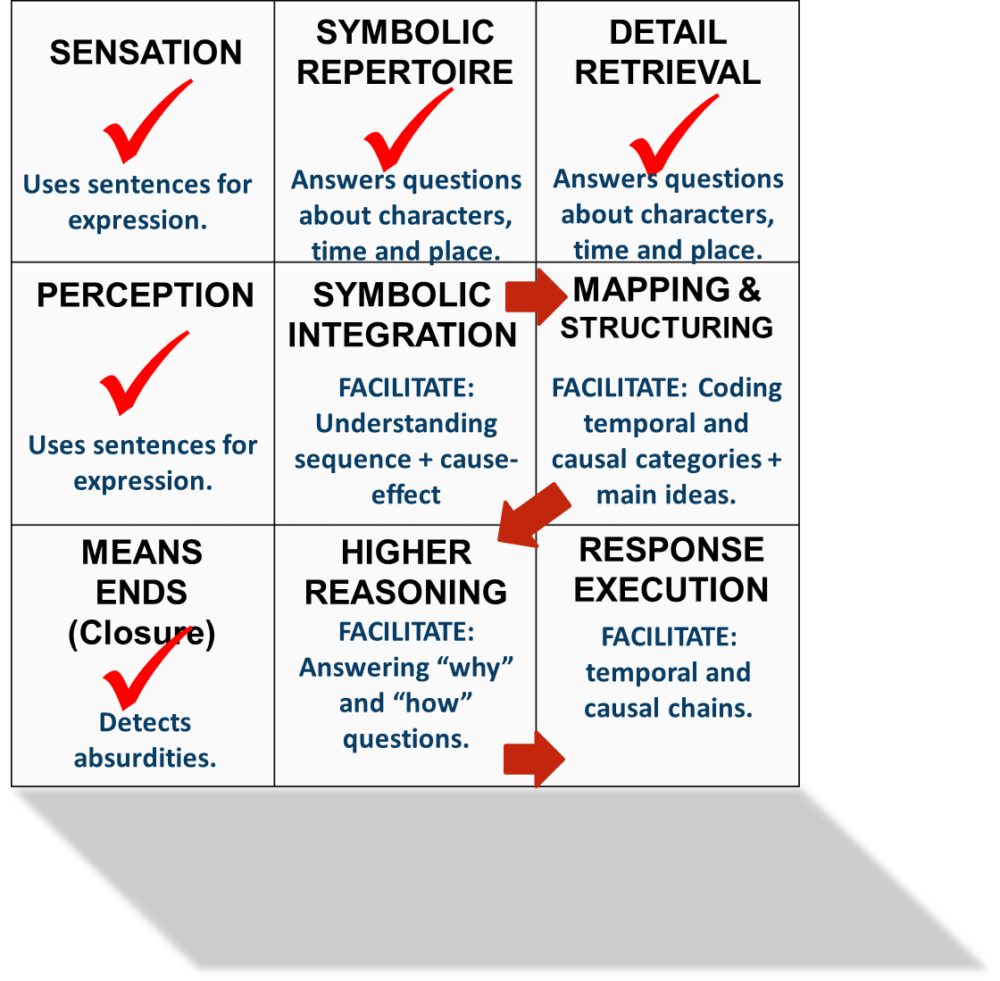 SENSATION
Uses sentences for
expression.
SYMBOLIC
REPERTOIRE
Answers questions
about characters,
time and place.
DETAIL
RETRIEVAL
Answers questions
about characters,
time and place.
PERCEPTION
Uses sentences for
expression.
SYMBOLIC
INTEGRATION
FACILITATE:
Understanding
sequence + cause-
effect
MAPPING &
STRUCTURING
FACILITATE: Coding
temporal and
causal categories +
main ideas.
MEANS
ENDS
(Closure)
Detects
absurdities.
HIGHER
REASONING
FACILITATE:
Answering “why”
and “how”
questions.
RESPONSE
EXECUTION
FACILITATE:
temporal and
causal chains.